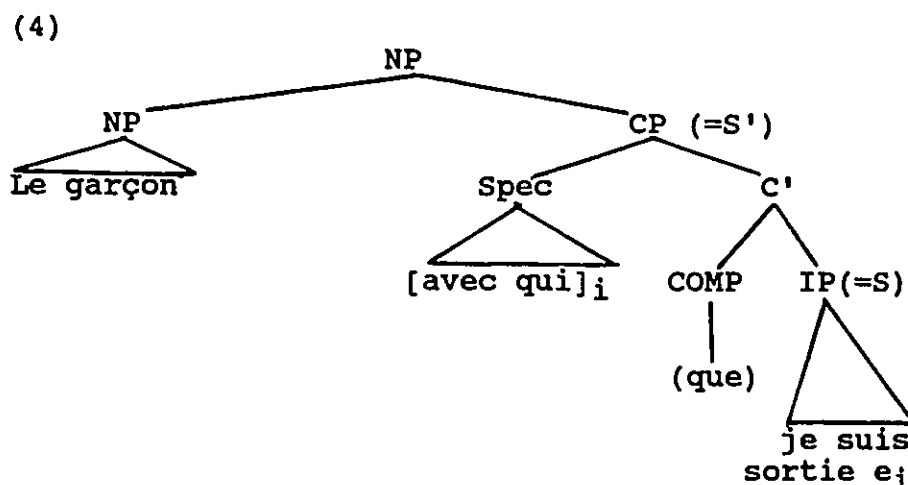 (4)
NP
NP CP (=S')
Le garçon Spec C'
[avec qui]i COMP IP(=S)
(que)
je suis
sortie ei